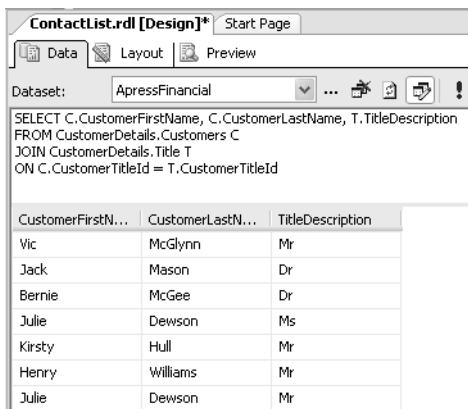 ContactList.rdl [Design]* Start Page
Data Layout Preview
Dataset: ApressFinancial ... !
SELECT C.CustomerFirstName, C.CustomerLastName, T.TitleDescription
FROM CustomerDetails.Customers C
JOIN CustomerDetails.Title T
ON C.CustomerTitleId = T.CustomerTitleId
CustomerFirstN... CustomerLastN... TitleDescription
Vic McGlynn Mr
Jack Mason Dr
Bernie McGee Dr
Julie Dewson Ms
Kirsty Hull Mr
Henry Williams Mr
Julie Dewson Mr